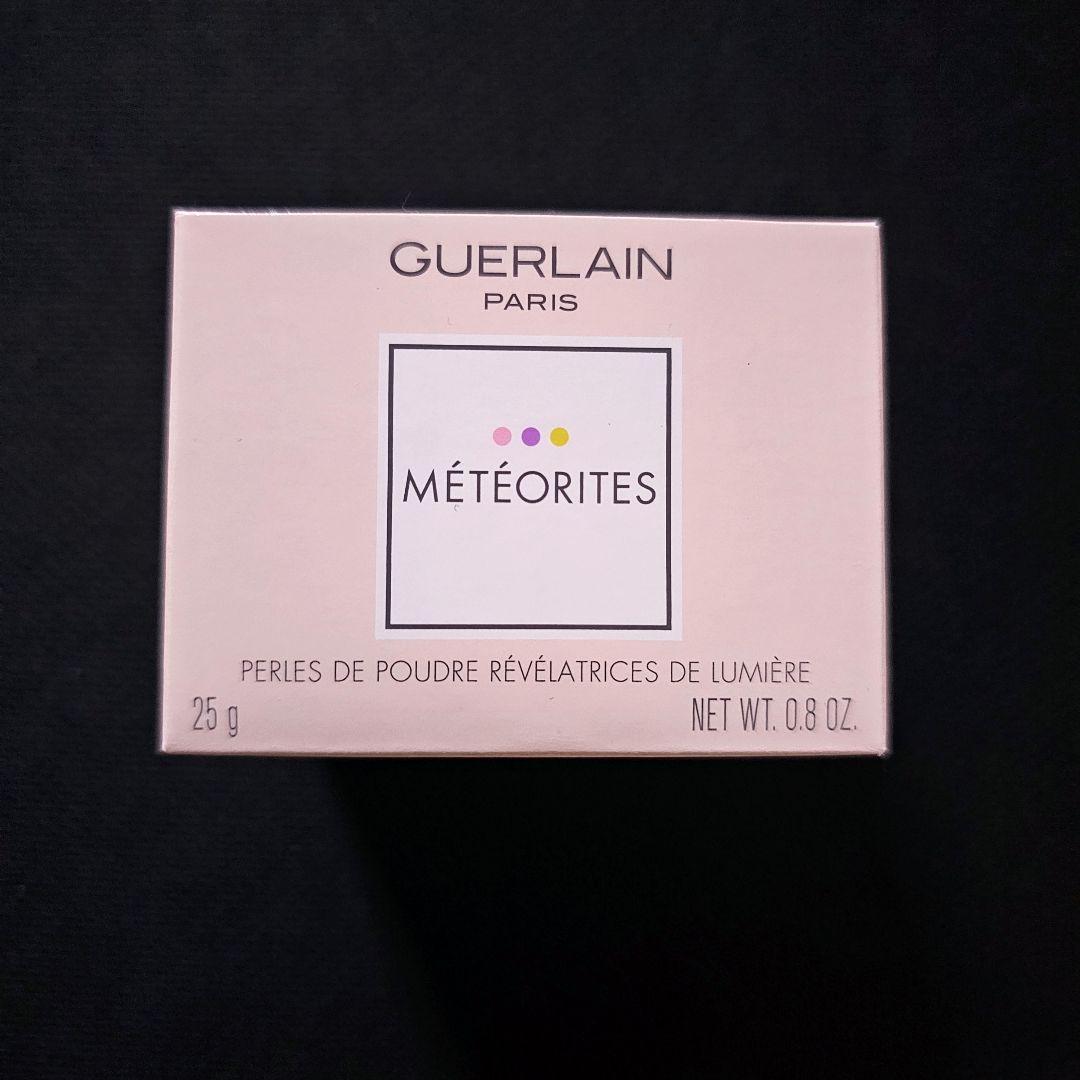 GUERLAIN
PARIS
MÉTÉORITES
PERLES DE POUDRE RÉVÉLATRICES DE LUMIÈRE
25 g
NET WT. 0.8 OZ.